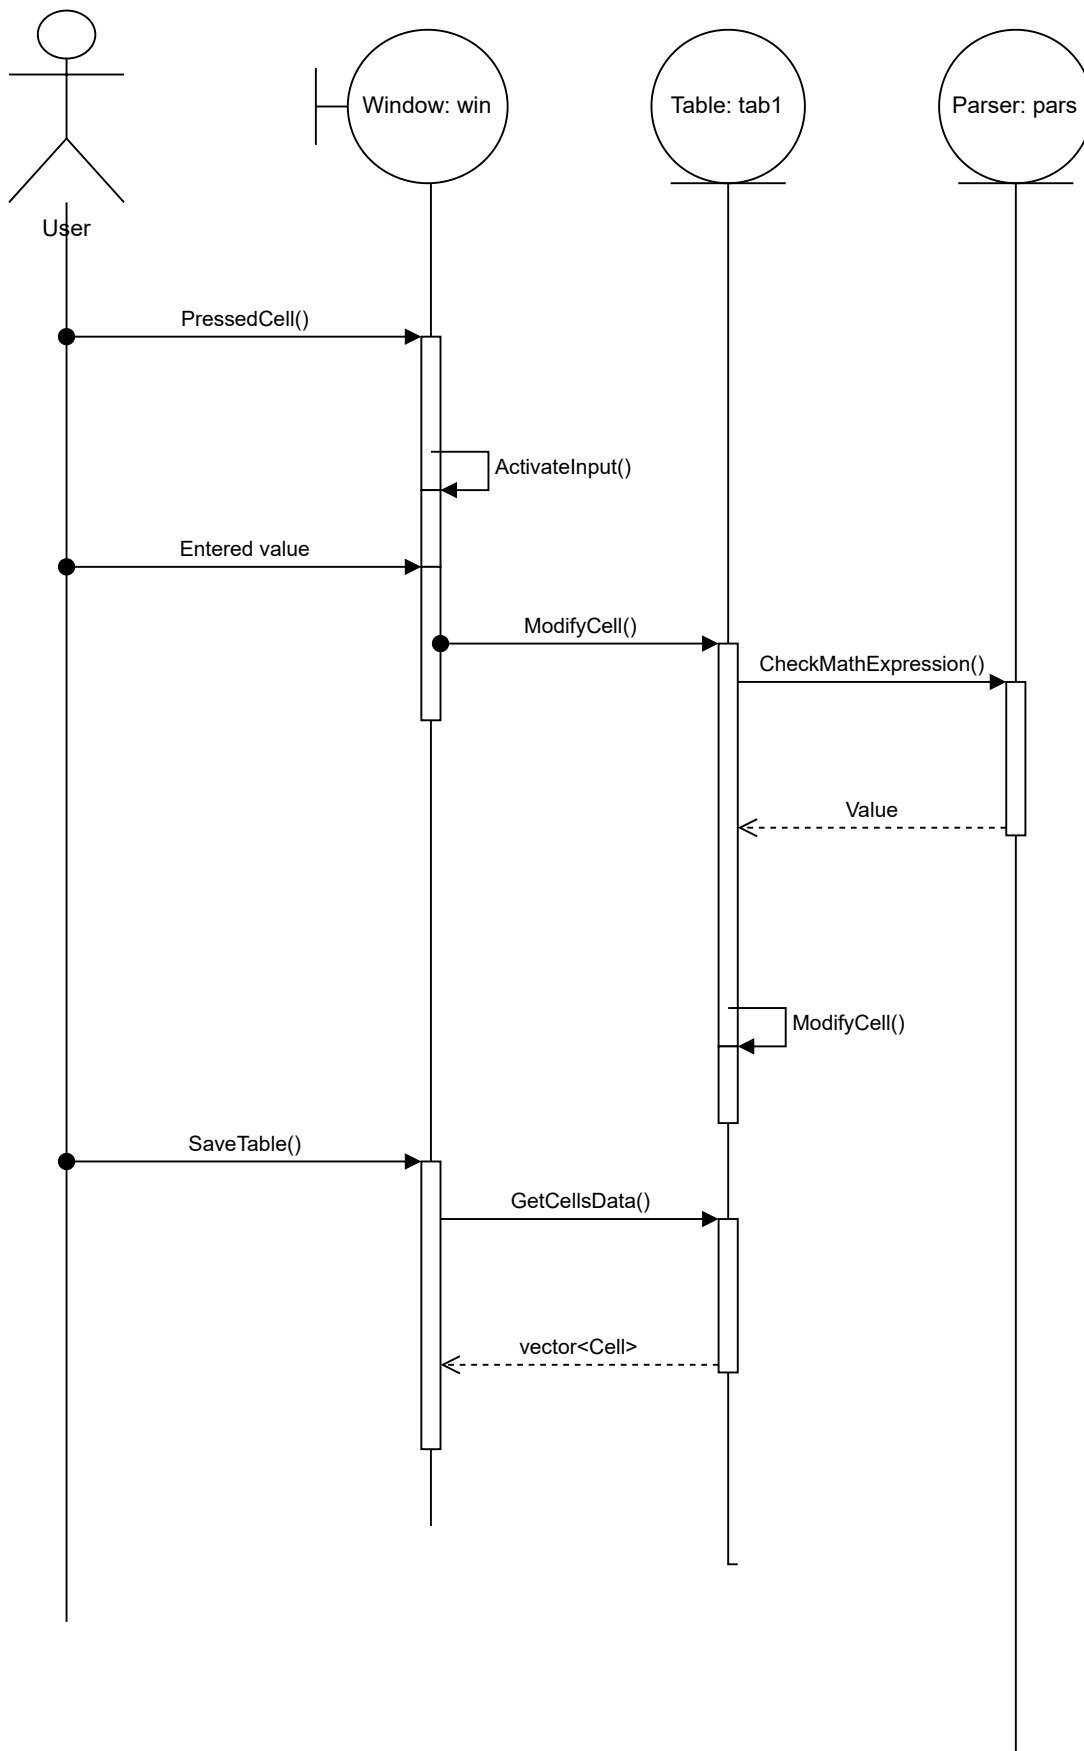 Window: win
Table: tab1
Parser: pars
User
PressedCell()
ActivateInput()
Entered value
ModifyCell()
CheckMathExpression()
Value
ModifyCell()
SaveTable()
GetCellsData()
vector<Cell>